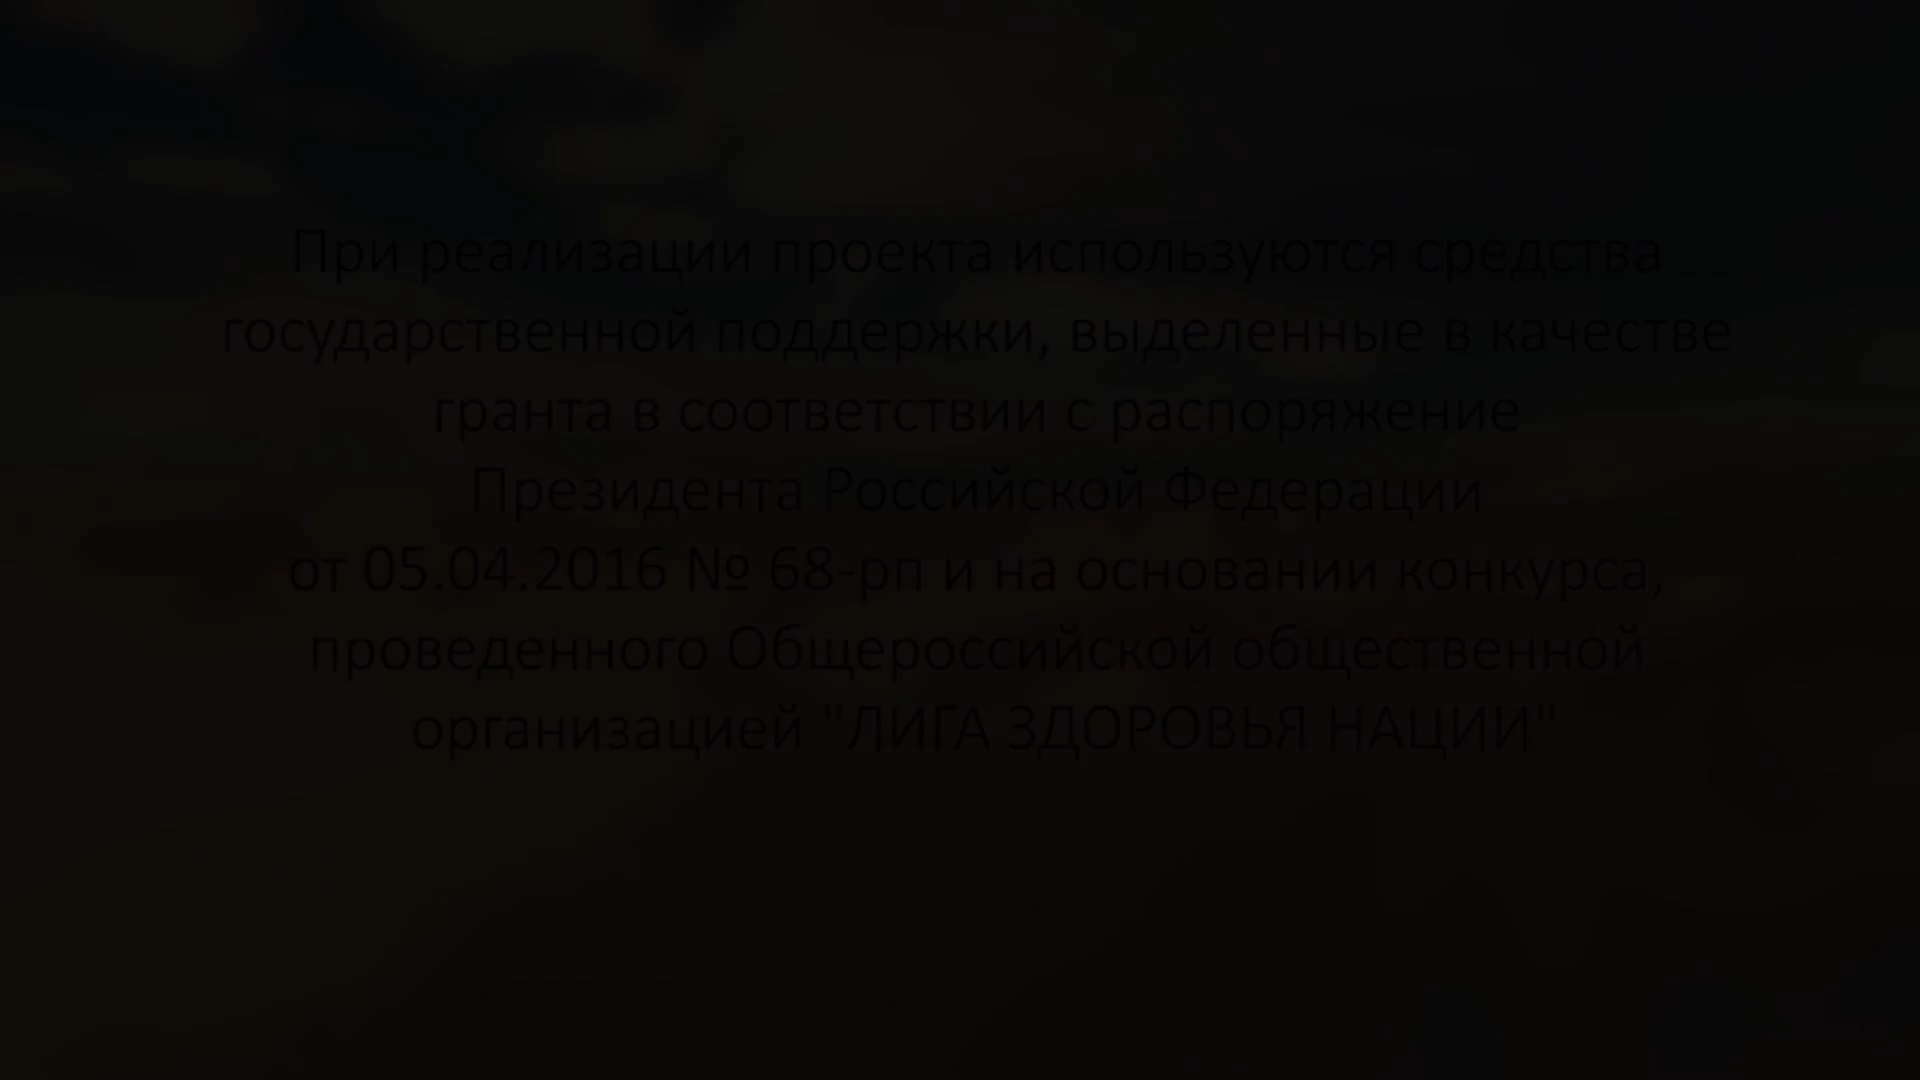 При реализации проекта используются средства
государственной поддержки, выделенные в качестве
гранта в соответствии с распоряжение
Президента Российской Федерации
от 05.04.2016 № 68-рп и на основании конкурса,
проведенного Общероссийской общественной
организацией "ЛИГА ЗДОРОВЬЯ НАЦИИ"